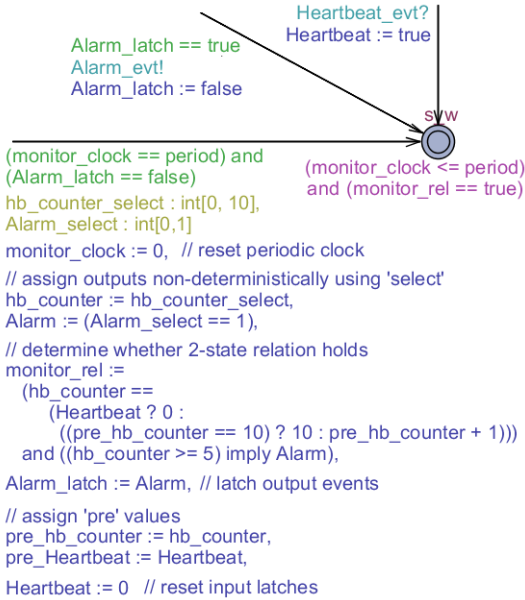 Heartbeat_evt?
Heartbeat := true
Alarm_latch == true
Alarm_evt!
Alarm_latch := false
(monitor_clock == period) and
(Alarm_latch == false)
(monitor_clock <= period)
and (monitor_rel == true)
hb_counter_select : int[0, 10],
Alarm_select : int[0,1]
monitor_clock := 0,  // reset periodic clock
// assign outputs non-deterministically using 'select'
hb_counter := hb_counter_select,
Alarm := (Alarm_select == 1),
// determine whether 2-state relation holds
monitor_rel :=
(hb_counter ==
(Heartbeat ? 0 :
((pre_hb_counter == 10) ? 10 : pre_hb_counter + 1)))
and ((hb_counter >= 5) imply Alarm),
Alarm_latch := Alarm,  // latch output events
// assign 'pre' values
pre_hb_counter := hb_counter,
pre_Heartbeat := Heartbeat,
Heartbeat := 0  // reset input latches